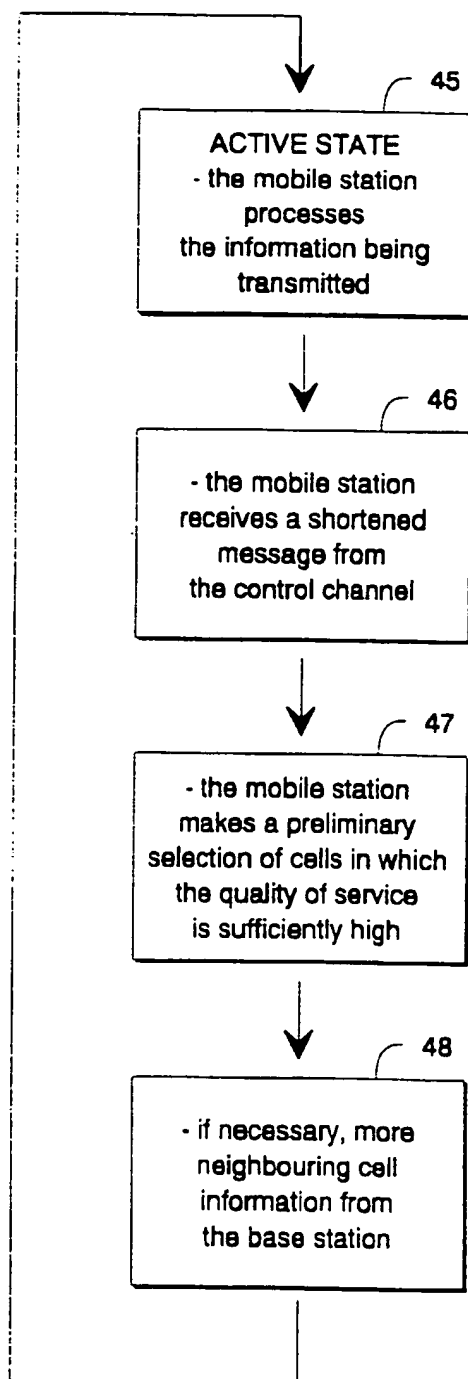 45
ACTIVE STATE
- the mobile station
processes
the information being
transmitted
46
- the mobile station
receives a shortened
message from
the control channel
47
- the mobile station
makes a preliminary
selection of cells in which
the quality of service
is sufficiently high
48
- if necessary, more
neighbouring cell
information from
the base station